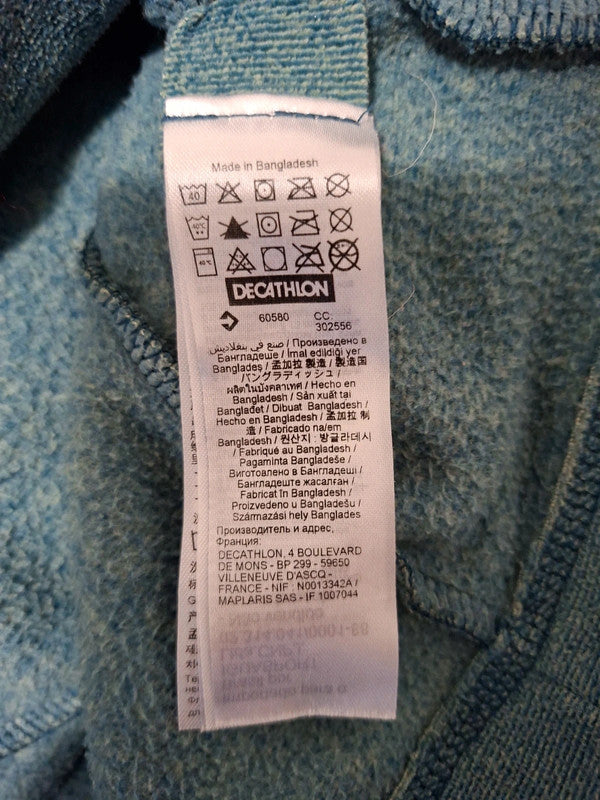 Made in Bangladesh
40
40°C
40°C
DECATHLON
60580 CC.
302556
صنع في بنغلاديش / Произведено в
Бангладеше / İmal edildiği yer
Bangladeş / 孟加拉 製造 / 製造国
バングラディッシュ /
ผลิตในบังคลาเทศ / Hecho en
Bangladesh / Sản xuất tại
Banglađet / Dibuat Bangladesh /
Hecho en Bangladesh / 孟加拉 制
造 / Fabricado na/em
Bangladesh / 원산지 : 방글라데시
/ Fabriqué au Bangladesh /
Pagaminta Bangladeše /
Виготовлено в Бангладеші /
Бангладеште жасалған /
Fabricat în Bangladesh /
Proizvedeno u Bangladešu /
Származási hely Banglades
Производитель и адрес,
Франция:
DECATHLON, 4 BOULEVARD
DE MONS - BP 299 - 59650
VILLENEUVE D'ASCQ -
FRANCE - NIF : N0013342A /
MAPLARIS SAS - IF 1007044